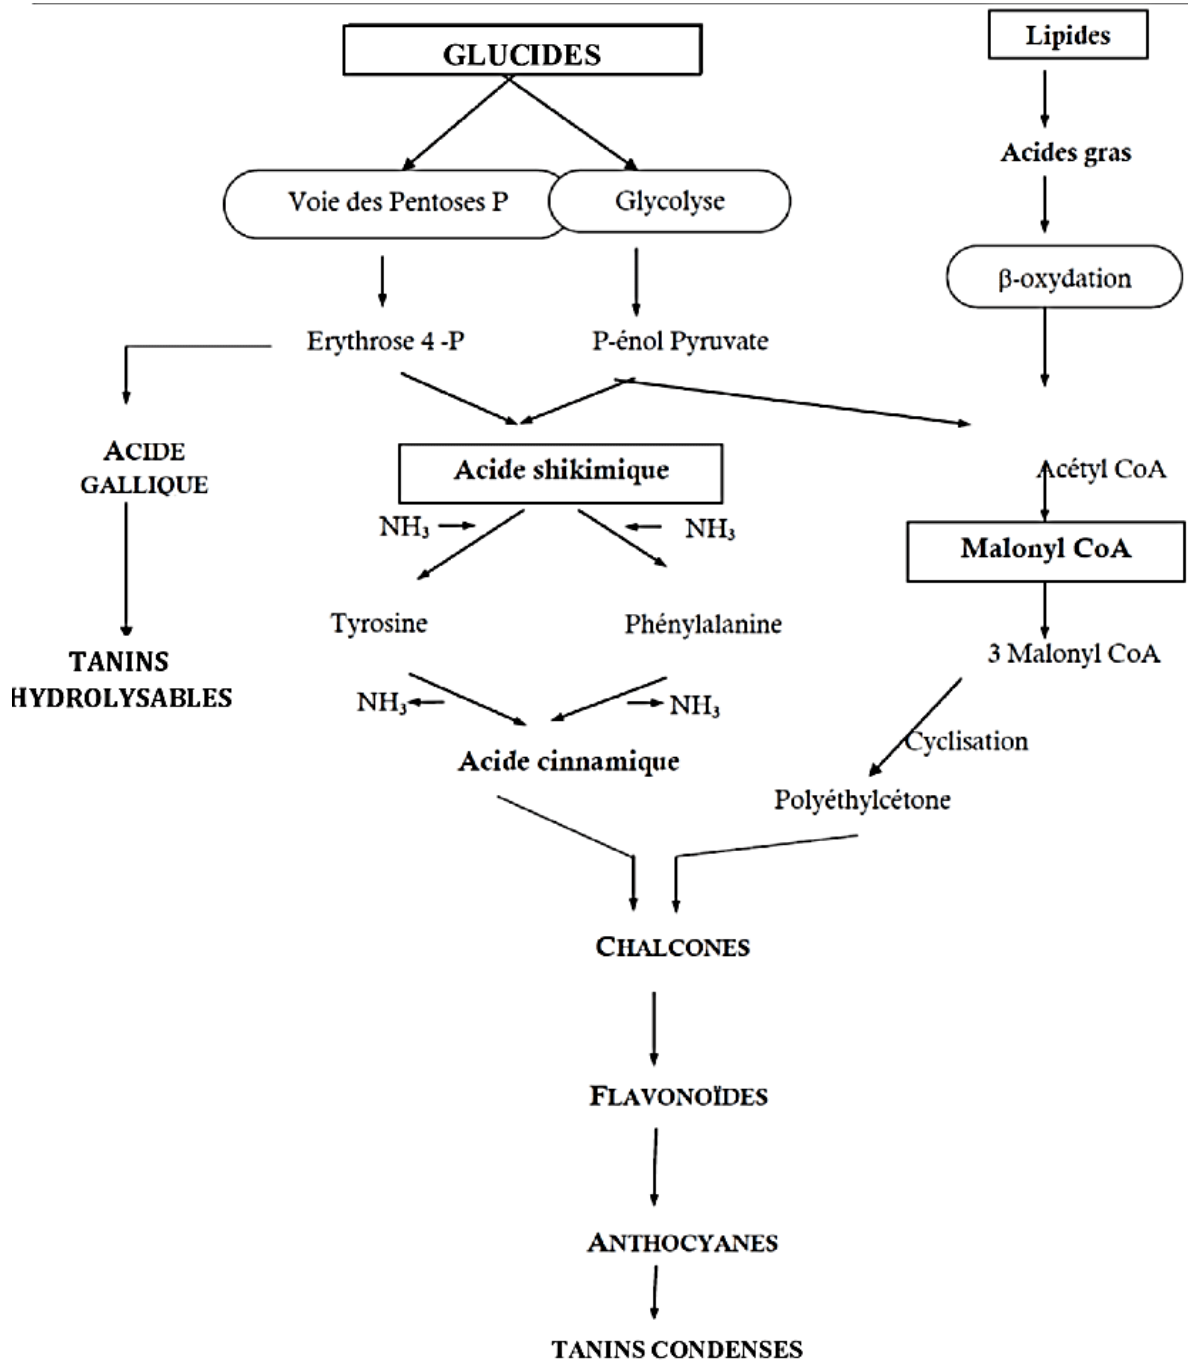 GLUCIDES
Lipides
Acides gras
Voie des Pentoses P
Glycolyse
β-oxydation
Erythrose 4 -P
P-énol Pyruvate
ACIDE
GALLIQUE
Acide shikimique
Acétyl CoA
NH₃
NH₃
Malonyl CoA
Tyrosine
Phénylalanine
3 Malonyl CoA
TANINS
HYDROLYSABLES
NH₃
NH₃
Cyclisation
Acide cinnamique
Polyéthylcétone
CHALCONES
FLAVONOÏDES
ANTHOCYANES
TANINS CONDENSES